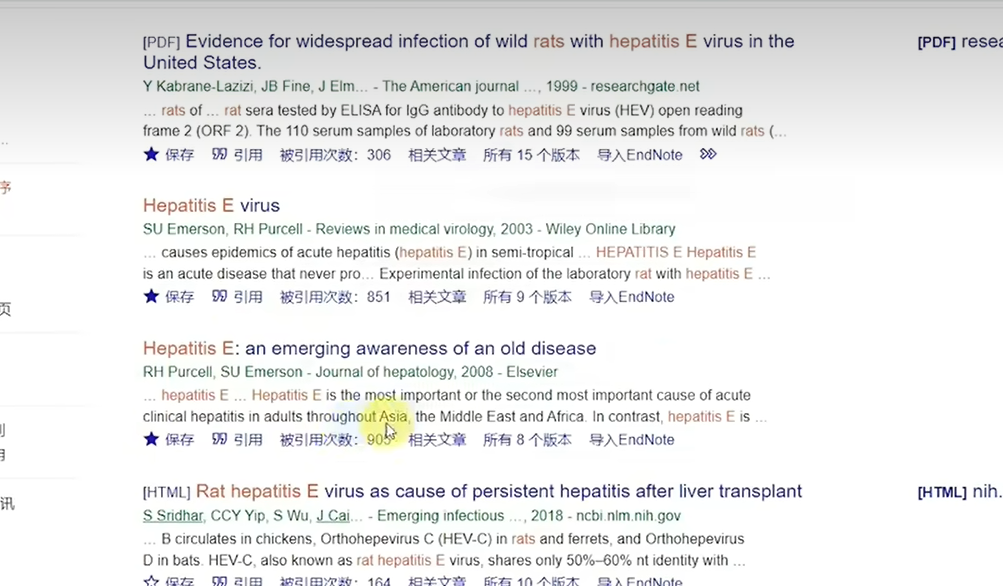 [PDF] Evidence for widespread infection of wild rats with hepatitis E virus in the
United States.
Y Kabrane-Lazizi, JB Fine, J Elm... - The American journal ..., 1999 - researchgate.net
... rats of ... rat sera tested by ELISA for IgG antibody to hepatitis E virus (HEV) open reading
frame 2 (ORF 2). The 110 serum samples of laboratory rats and 99 serum samples from wild rats (...
保存 引用 被引用次数：306 相关文章 所有 15 个版本 导入EndNote
[PDF]
序
Hepatitis E virus
SU Emerson, RH Purcell - Reviews in medical virology, 2003 - Wiley Online Library
... causes epidemics of acute hepatitis (hepatitis E) in semi-tropical ... HEPATITIS E Hepatitis E
is an acute disease that never pro... Experimental infection of the laboratory rat with hepatitis E ...
保存 引用 被引用次数：851 相关文章 所有 9 个版本 导入EndNote
页
Hepatitis E: an emerging awareness of an old disease
RH Purcell, SU Emerson - Journal of hepatology, 2008 - Elsevier
... hepatitis E ... Hepatitis E is the most important or the second most important cause of acute
clinical hepatitis in adults throughout Asia, the Middle East and Africa. In contrast, hepatitis E is ...
保存 引用 被引用次数： 相关文章 所有 8 个版本 导入EndNote
[HTML] Rat hepatitis E virus as cause of persistent hepatitis after liver transplant
[HTML] nih.
S Sridhar, CCY Yip, S Wu, J Cai... - Emerging infectious ..., 2018 - ncbi.nlm.nih.gov
讯
... B circulates in chickens, Orthohepevirus C (HEV-C) in rats and ferrets, and Orthohepevirus
D in bats. HEV-C, also known as rat hepatitis E virus, shares only 50%–60% nt identity with ...
保存 引用 被引用次数：164 相关文章 所有 10 个版本 导入EndNote